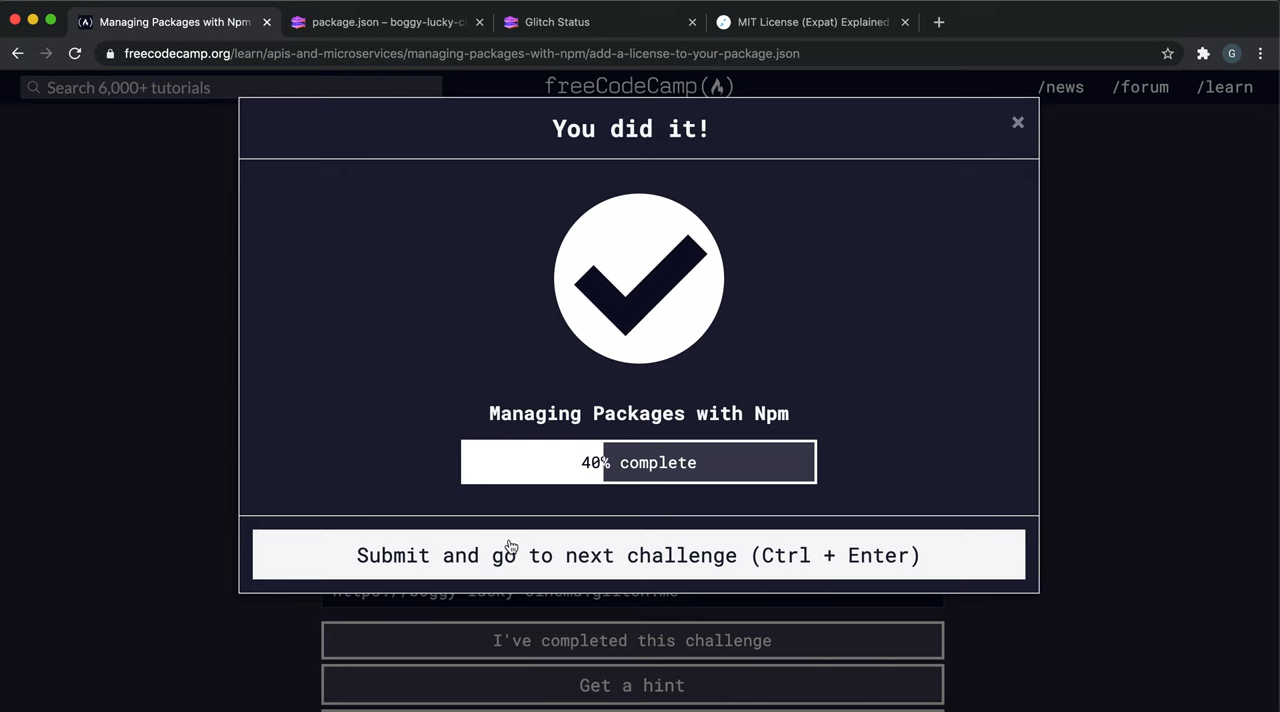 Managing Packages with Npm
package.json – boggy-lucky-ci
Glitch Status
MIT License (Expat) Explained
freecodecamp.org/learn/apis-and-microservices/managing-packages-with-npm/add-a-license-to-your-package.json
G
Search 6,000+ tutorials
freeCodeCamp
/news
/forum
/learn
You did it!
Managing Packages with Npm
40% complete
Submit and go to next challenge (Ctrl + Enter)
I've completed this challenge
Get a hint